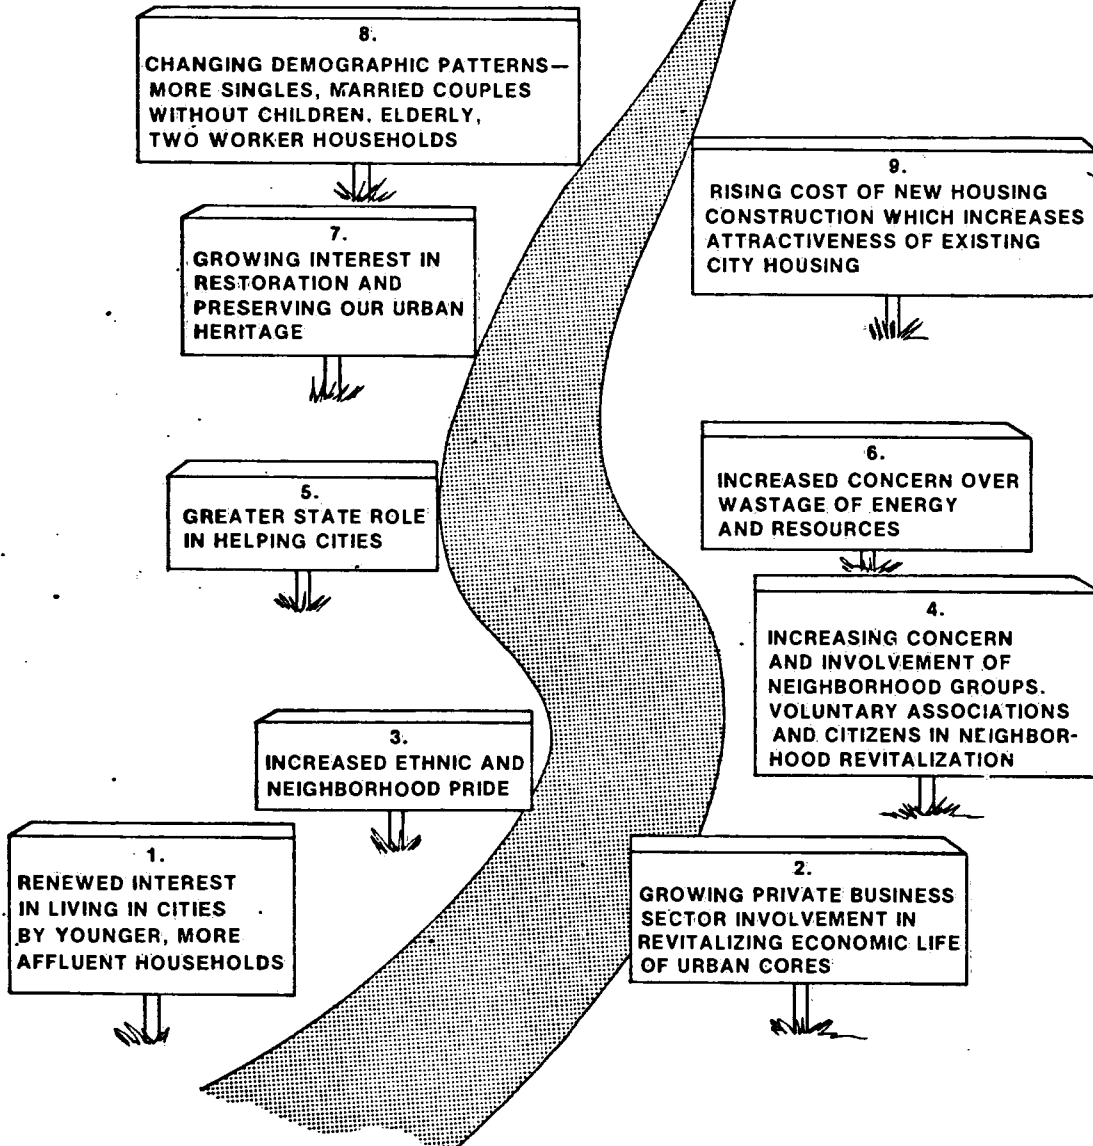 8.
CHANGING DEMOGRAPHIC PATTERNS—
MORE SINGLES, MARRIED COUPLES
WITHOUT CHILDREN. ELDERLY,
TWO WORKER HOUSEHOLDS
9.
RISING COST OF NEW HOUSING
CONSTRUCTION WHICH INCREASES
ATTRACTIVENESS OF EXISTING
CITY HOUSING
7.
GROWING INTEREST IN
RESTORATION AND
PRESERVING OUR URBAN
HERITAGE
6.
INCREASED CONCERN OVER
WASTAGE OF ENERGY
AND RESOURCES
5.
GREATER STATE ROLE
IN HELPING CITIES
4.
INCREASING CONCERN
AND INVOLVEMENT OF
NEIGHBORHOOD GROUPS.
VOLUNTARY ASSOCIATIONS
AND CITIZENS IN NEIGHBOR-
HOOD REVITALIZATION
3.
INCREASED ETHNIC AND
NEIGHBORHOOD PRIDE
1.
RENEWED INTEREST
IN LIVING IN CITIES
BY YOUNGER, MORE
AFFLUENT HOUSEHOLDS
2.
GROWING PRIVATE BUSINESS
SECTOR INVOLVEMENT IN
REVITALIZING ECONOMIC LIFE
OF URBAN CORES